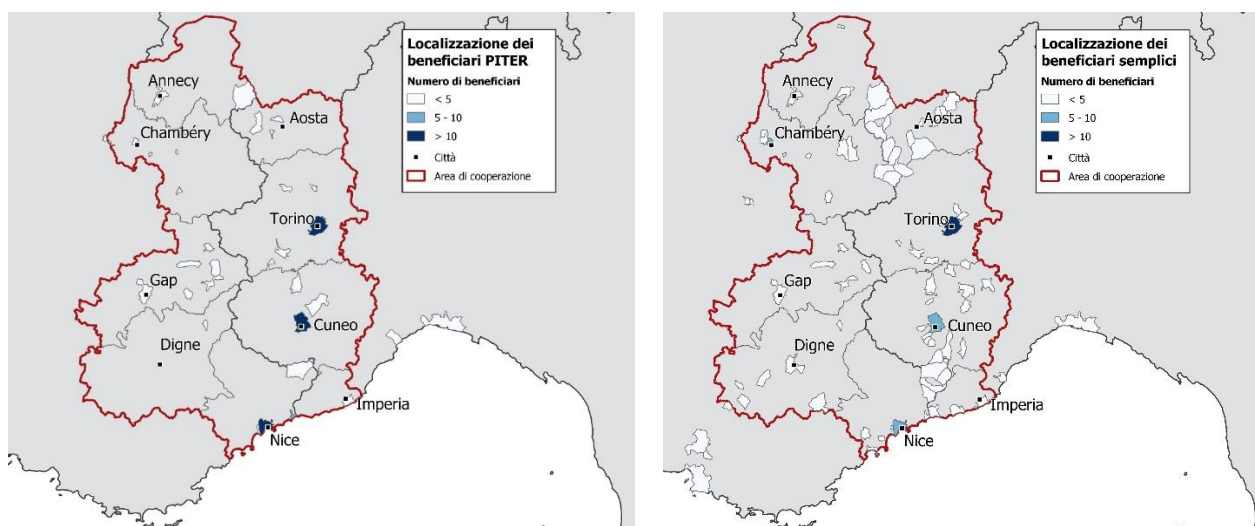 Localizzazione dei
beneficiari PITER
Numero di beneficiari
< 5
5 - 10
> 10
Città
Area di cooperazione
Annecy
Chambéry
Aosta
Torino
Gap
Cuneo
Digne
Imperia
Nice
Localizzazione dei
beneficiari semplici
Numero di beneficiari
< 5
5 - 10
> 10
Città
Area di cooperazione
Annecy
Chambéry
Aosta
Torino
Gap
Cuneo
Digne
Imperia
Nice